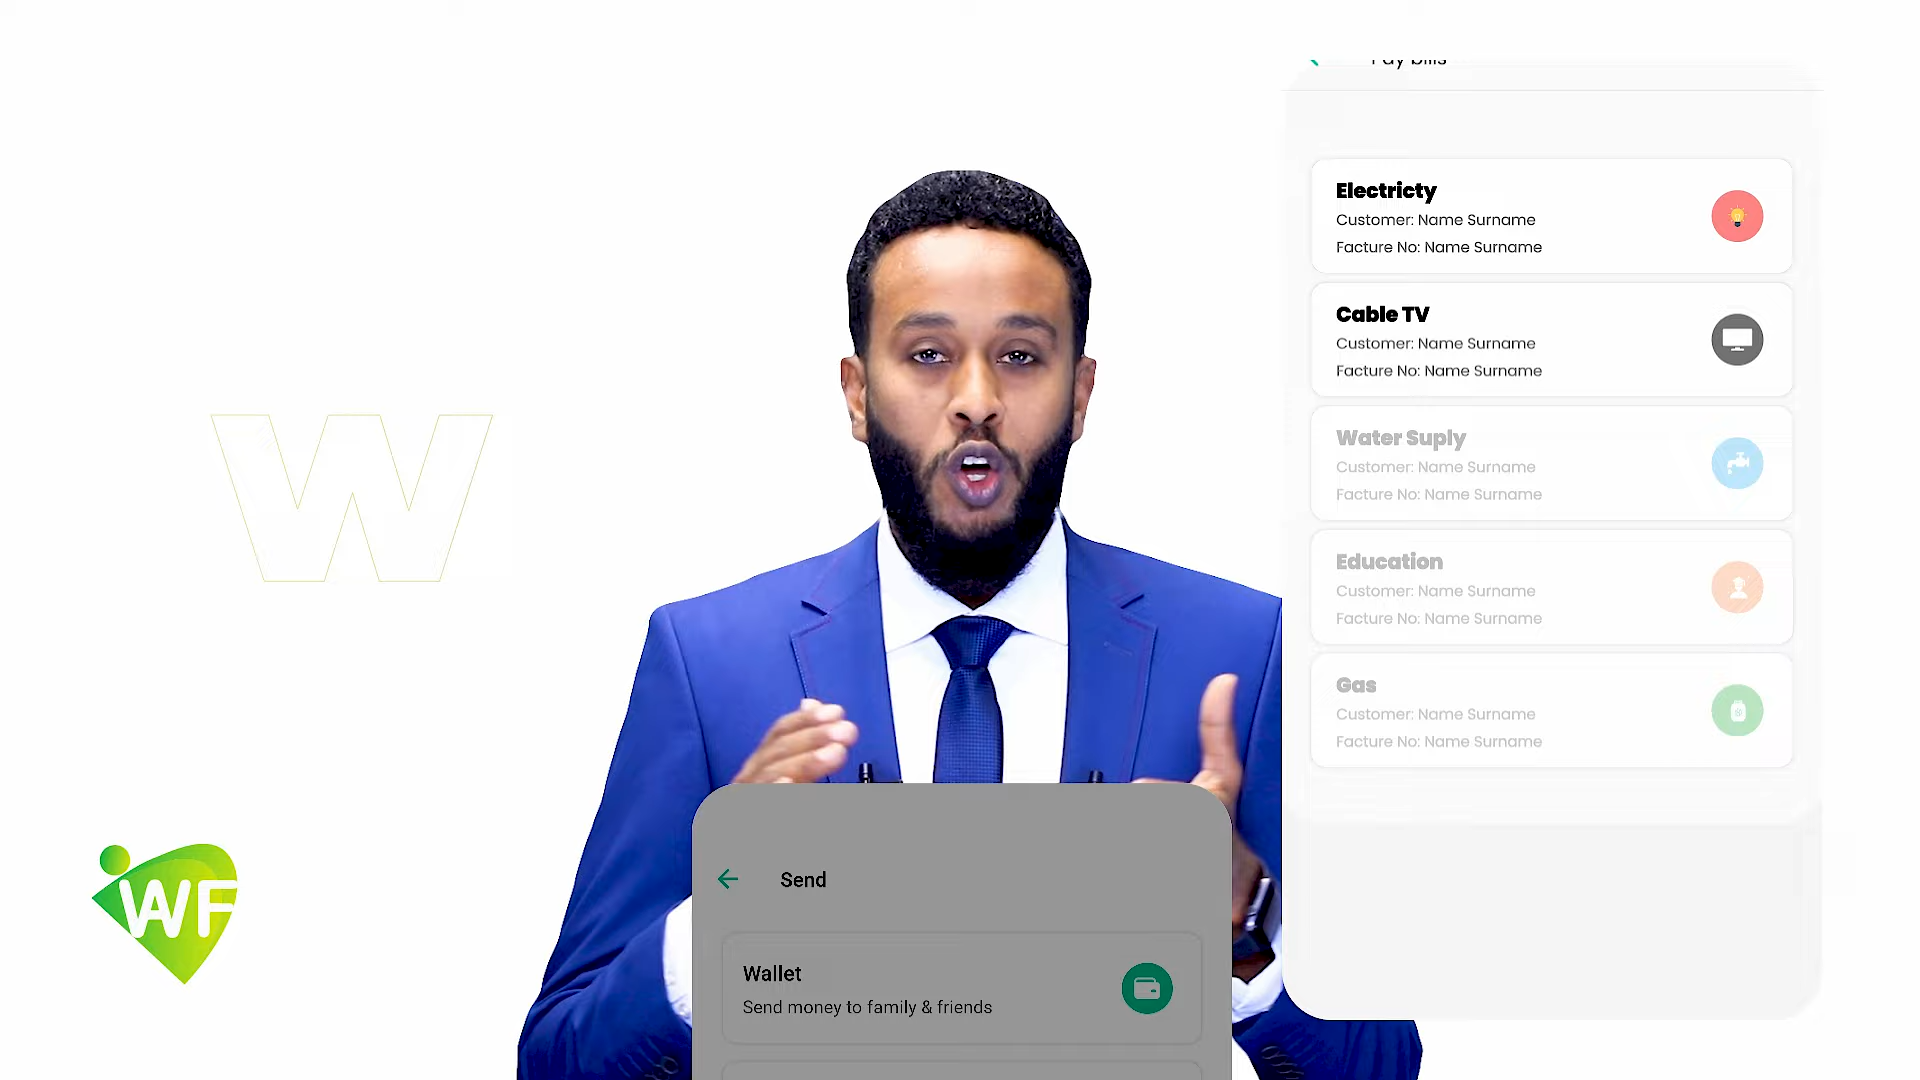 Pay bills
Electricty
Customer: Name Surname
Facture No: Name Surname
Cable TV
Customer: Name Surname
Facture No: Name Surname
Water Suply
Customer: Name Surname
Facture No: Name Surname
Education
Customer: Name Surname
Facture No: Name Surname
Gas
Customer: Name Surname
Facture No: Name Surname
W
WF
Send
Wallet
Send money to family & friends